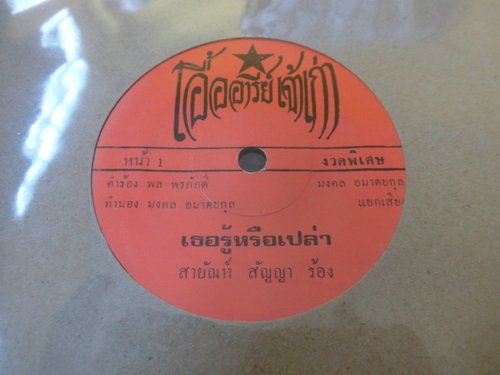 เอื้ออารีย์ เจ้าเก่า
หน้า 1 งวดพิเศษ
คำร้อง พล พรภักดี มงคล อมาตยกุล
ทำนอง มงคล อมาตยกุล แยกเสียง
เธอรู้หรือเปล่า
สายัณห์ สัญญา ร้อง